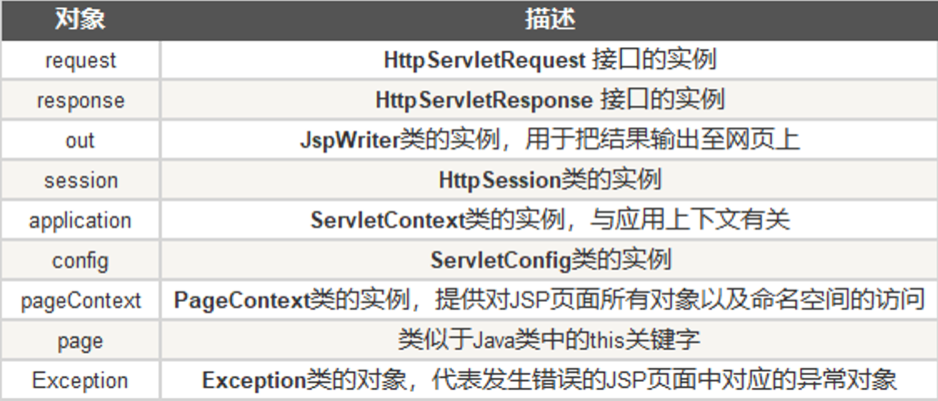 对象 描述
request HttpServletRequest 接口的实例
response HttpServletResponse 接口的实例
out JspWriter类的实例，用于把结果输出至网页上
session HttpSession类的实例
application ServletContext类的实例，与应用上下文有关
config ServletConfig类的实例
pageContext PageContext类的实例，提供对JSP页面所有对象以及命名空间的访问
page 类似于Java类中的this关键字
Exception Exception类的对象，代表发生错误的JSP页面中对应的异常对象